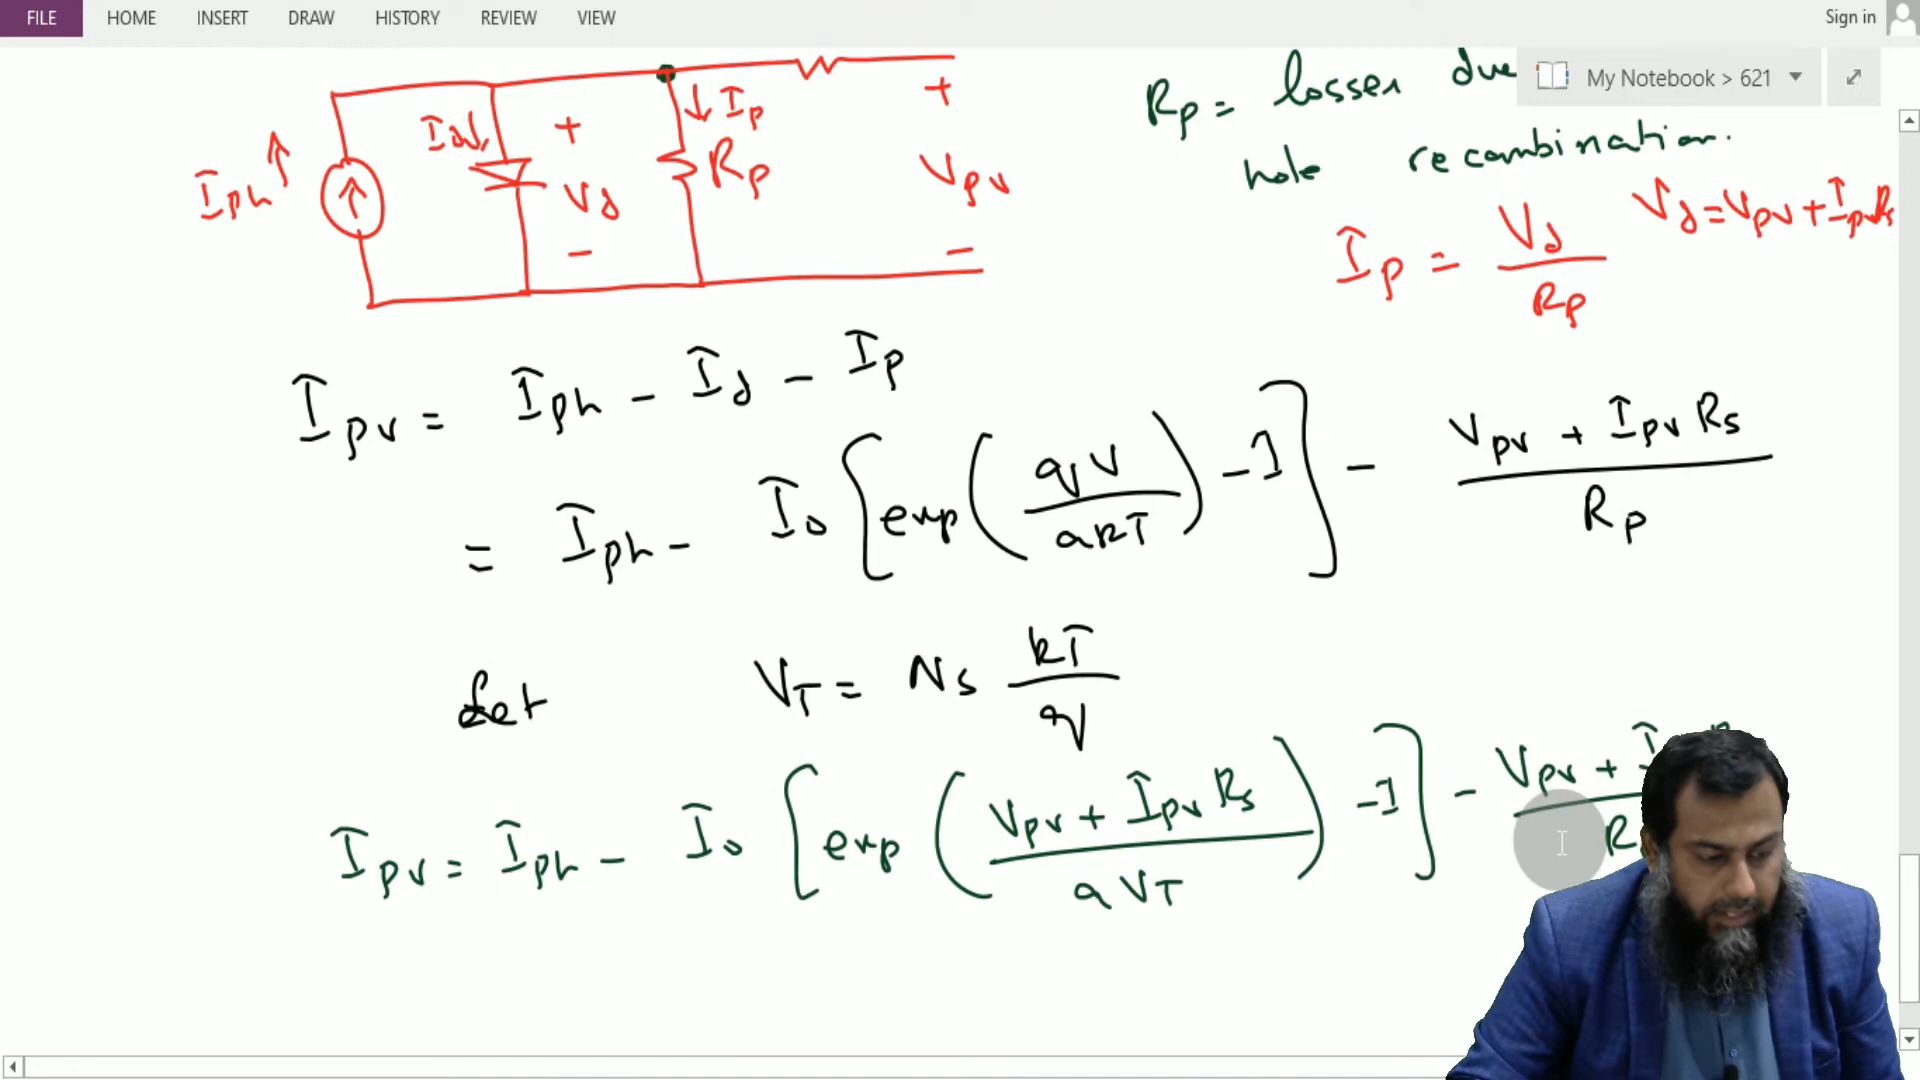 FILE HOME INSERT DRAW HISTORY REVIEW VIEW Sign in
My Notebook > 621
Rp = losses due
hole recombination.
Iph ↑ Id ↓ + Vd - ↓ Ip Rp + Vpv -
Ip = Vd / Rp Vd = Vpv + Ipv Rs
Ipv = Iph - Id - Ip
= Iph - Io [exp(qV / akT) - 1] - Vpv + Ipv Rs / Rp
Let VT = Ns kT / q
Ipv = Iph - Io [exp(Vpv + Ipv Rs / aVT) - 1] - Vpv + I / R